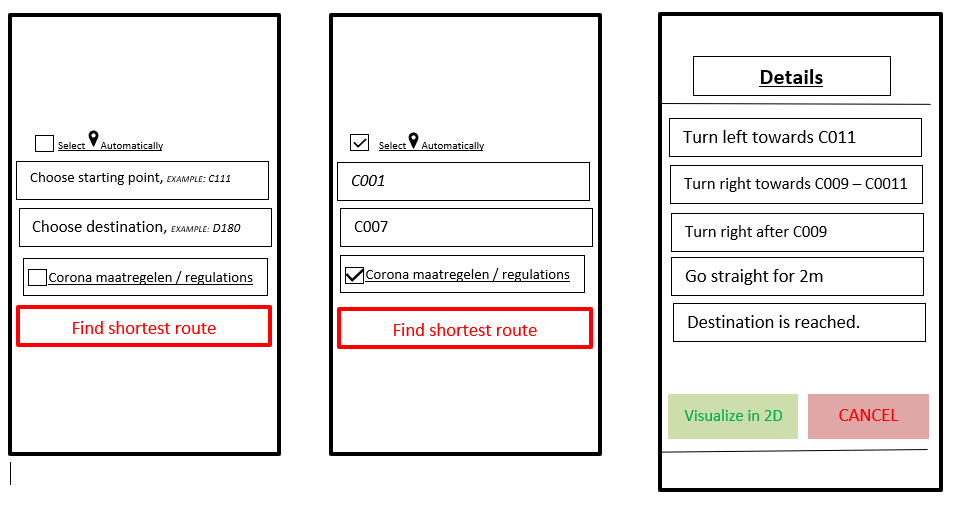 Select Automatically
Choose starting point, EXAMPLE: C111
Choose destination, EXAMPLE: D180
Corona maatregelen / regulations
Find shortest route
Select Automatically
C001
C007
Corona maatregelen / regulations
Find shortest route
Details
Turn left towards C011
Turn right towards C009 – C0011
Turn right after C009
Go straight for 2m
Destination is reached.
Visualize in 2D
CANCEL